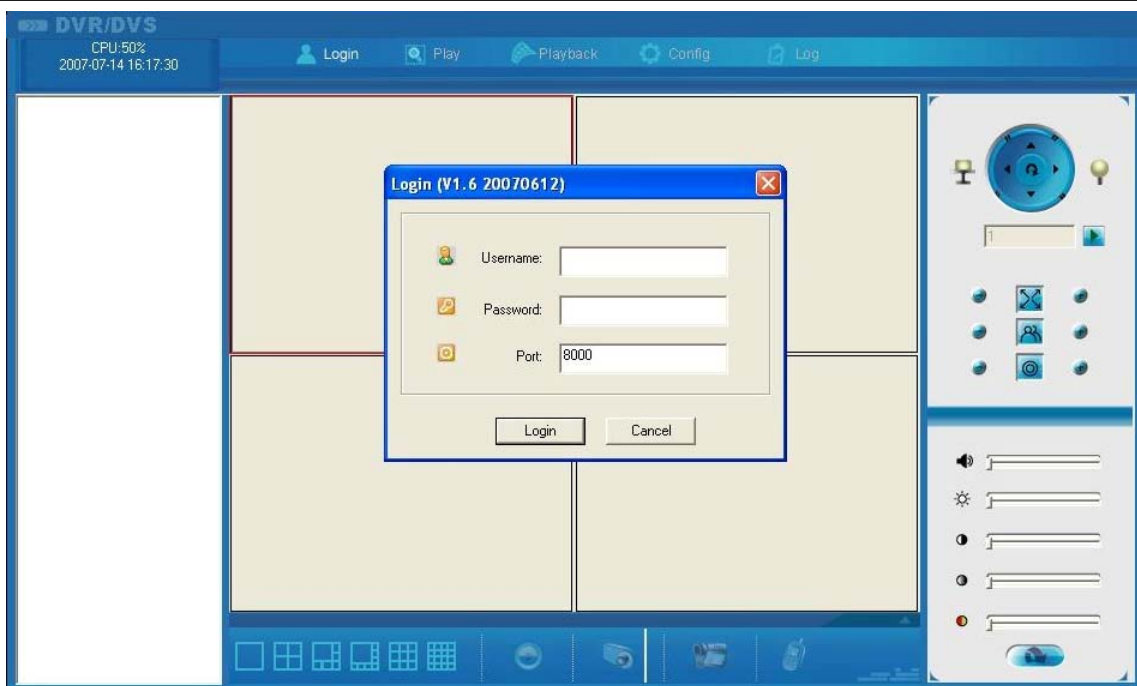 DVR/DVS
CPU:50%
2007-07-14 16:17:30
Login
Play
Playback
Config
Log
Login (V1.6 20070612)
Username:
Password:
Port: 8000
Login
Cancel
1